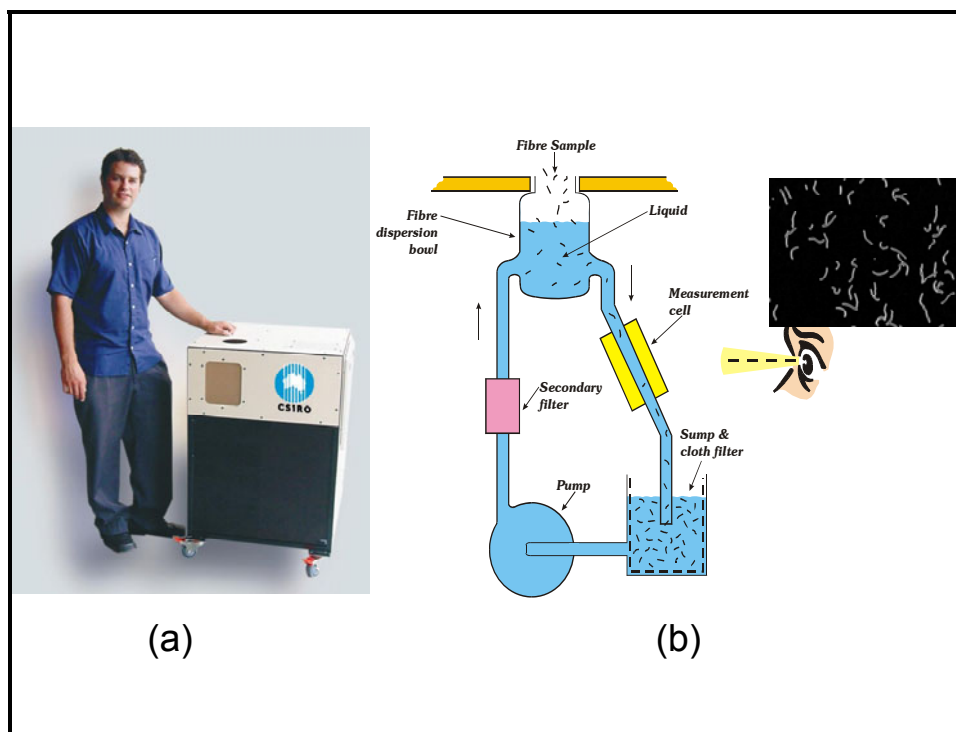 Fibre Sample
Fibre
dispersion
bowl
Liquid
Measurement
cell
Secondary
filter
CSIRO
Sump &
cloth filter
Pump
(a)
(b)